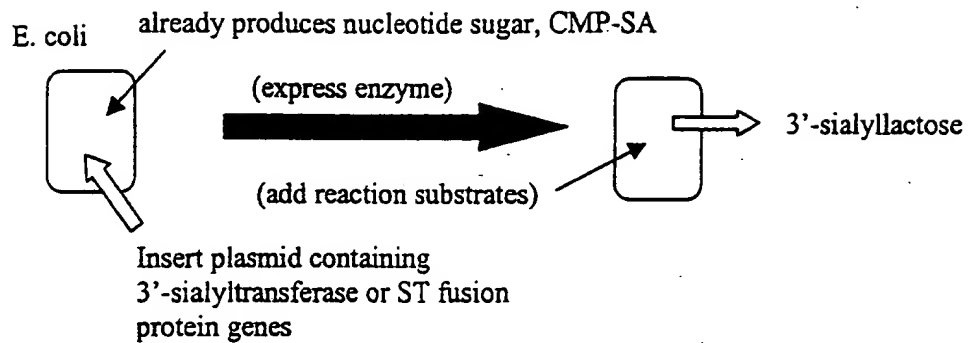 E. coli
already produces nucleotide sugar, CMP-SA
(express enzyme)
3’-sialyllactose
(add reaction substrates)
Insert plasmid containing
3’-sialyltransferase or ST fusion
protein genes